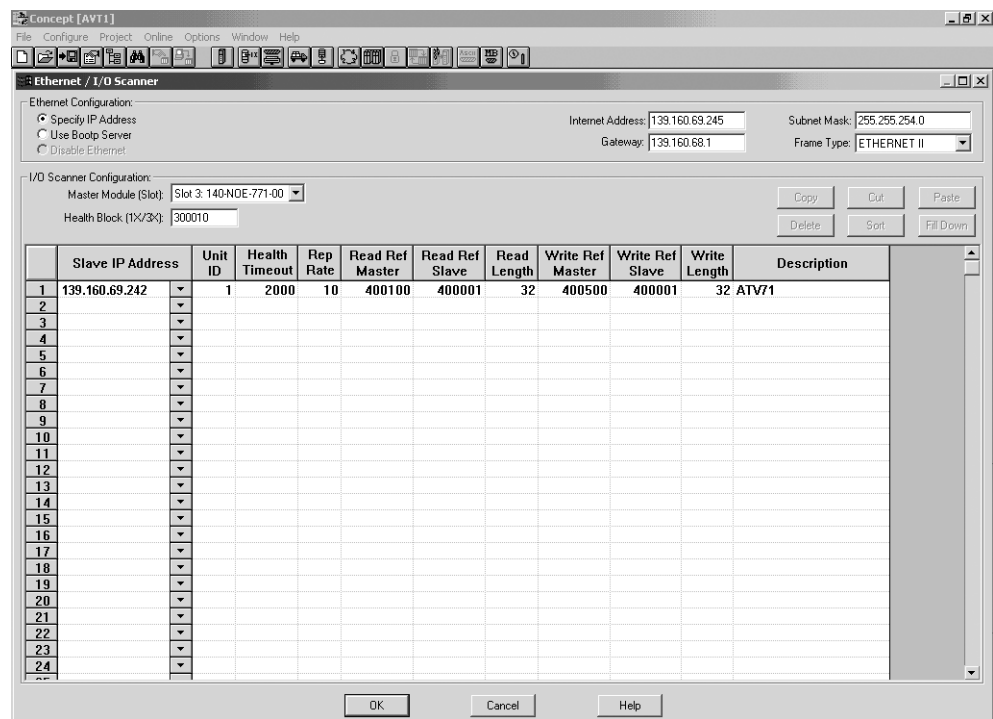 Concept [AVT1]
File Configure Project Online Options Window Help
Ethernet / I/O Scanner
Ethernet Configuration:
Specify IP Address
Use Bootp Server
Disable Ethernet
Internet Address: 139.160.69.245
Gateway: 139.160.68.1
Subnet Mask: 255.255.254.0
Frame Type: ETHERNET II
I/O Scanner Configuration:
Master Module (Slot): Slot 3: 140-NOE-771-00
Health Block (1X/3X): 300010
Copy Cut Paste
Delete Sort Fill Down
Slave IP Address Unit ID Health Timeout Rep Rate Read Ref Master Read Ref Slave Read Length Write Ref Master Write Ref Slave Write Length Description
1 139.160.69.242 1 2000 10 400100 400001 32 400500 400001 32 ATV71
2
3
4
5
6
7
8
9
10
11
12
13
14
15
16
17
18
19
20
21
22
23
24
OK Cancel Help